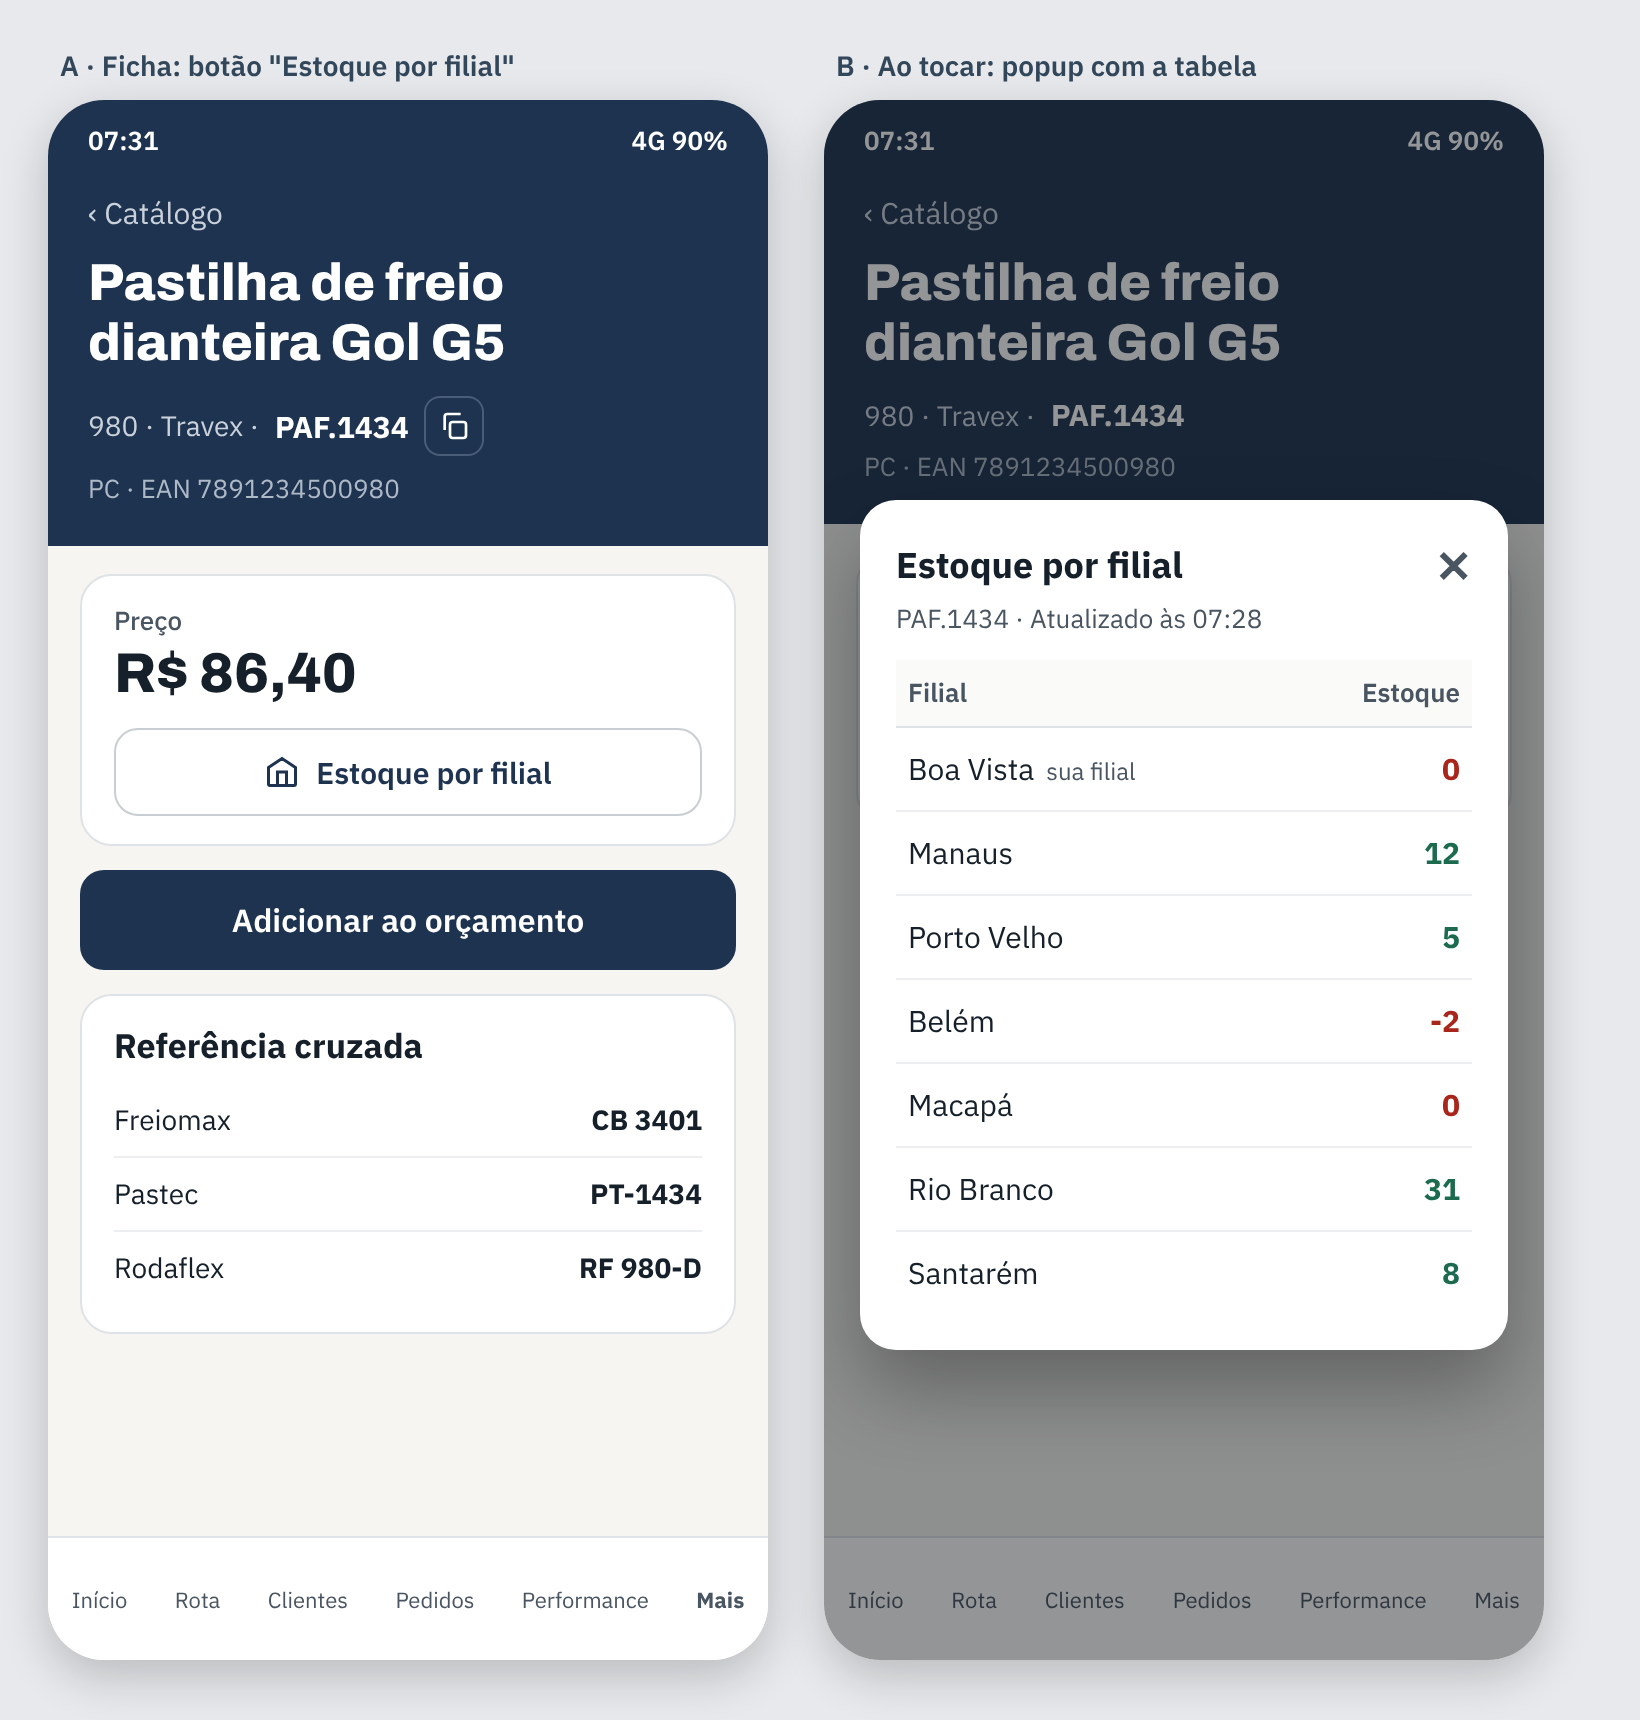 A · Ficha: botão "Estoque por filial"
07:31 4G 90%
‹ Catálogo
Pastilha de freio
dianteira Gol G5
980 · Travex · PAF.1434
PC · EAN 7891234500980
Preço
R$ 86,40
Estoque por filial
Adicionar ao orçamento
Referência cruzada
Freiomax CB 3401
Pastec PT-1434
Rodaflex RF 980-D
Início Rota Clientes Pedidos Performance Mais
B · Ao tocar: popup com a tabela
07:31 4G 90%
‹ Catálogo
Pastilha de freio
dianteira Gol G5
980 · Travex · PAF.1434
PC · EAN 7891234500980
Estoque por filial ✕
PAF.1434 · Atualizado às 07:28
Filial Estoque
Boa Vista sua filial 0
Manaus 12
Porto Velho 5
Belém -2
Macapá 0
Rio Branco 31
Santarém 8
Início Rota Clientes Pedidos Performance Mais